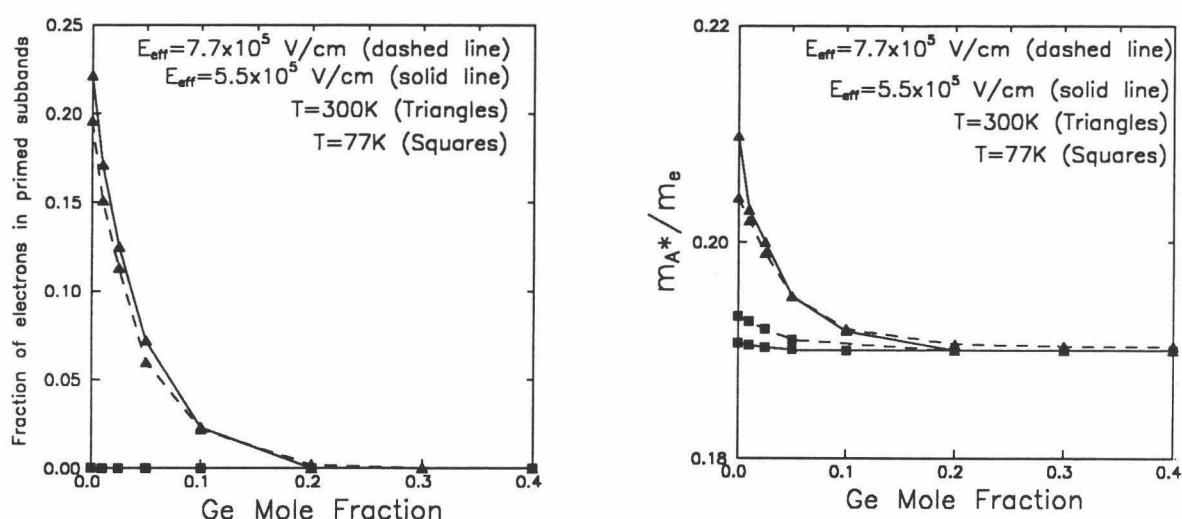 0.25
0.20
0.15
0.10
0.05
0.00
Fraction of electrons in primed subbands
E_eff=7.7x10^5 V/cm (dashed line)
E_eff=5.5x10^5 V/cm (solid line)
T=300K (Triangles)
T=77K (Squares)
0.0 0.1 0.2 0.3 0.4
Ge Mole Fraction
0.22
0.20
0.18
m_A*/m_e
E_eff=7.7x10^5 V/cm (dashed line)
E_eff=5.5x10^5 V/cm (solid line)
T=300K (Triangles)
T=77K (Squares)
0.0 0.1 0.2 0.3 0.4
Ge Mole Fraction